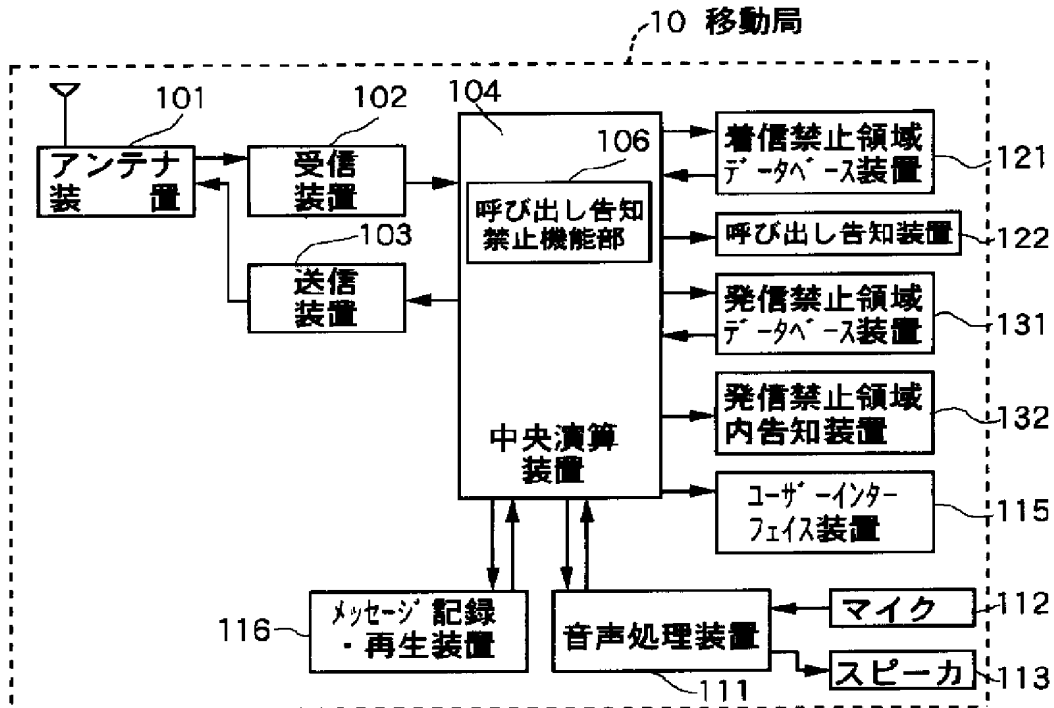 10 移動局
101
アンテナ
装 置
102
受信
装置
103
送信
装置
104
106
呼び出し告知
禁止機能部
中央演算
装置
着信禁止領域
データベース装置
121
呼び出し告知装置
122
発信禁止領域
データベース装置
131
発信禁止領域
内告知装置
132
ユーザーインター
フェイス装置
115
メッセージ記録
・再生装置
116
音声処理装置
111
マイク
112
スピーカ
113